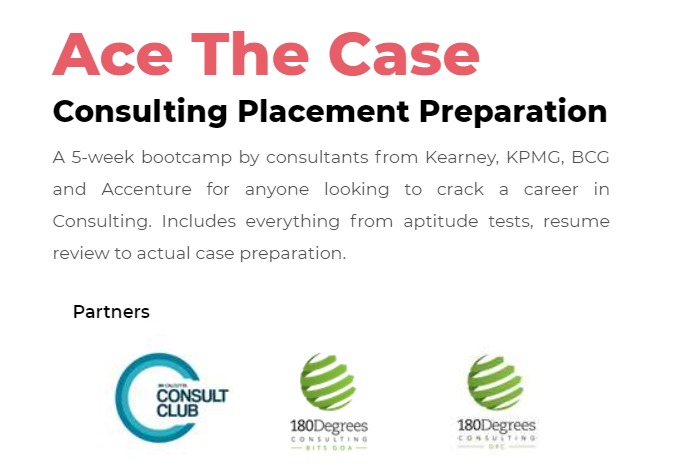 Ace The Case
Consulting Placement Preparation
A 5-week bootcamp by consultants from Kearney, KPMG, BCG
and Accenture for anyone looking to crack a career in
Consulting. Includes everything from aptitude tests, resume
review to actual case preparation.
Partners
IIM CALCUTTA
CONSULT
CLUB
180Degrees
CONSULTING
BITS GOA
180Degrees
CONSULTING